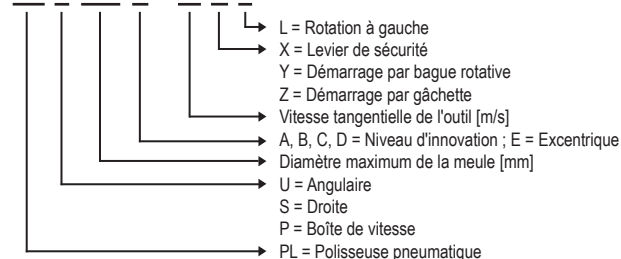 L = Rotation à gauche
X = Levier de sécurité
Y = Démarrage par bague rotative
Z = Démarrage par gâchette
Vitesse tangentielle de l'outil [m/s]
A, B, C, D = Niveau d'innovation ; E = Excentrique
Diamètre maximum de la meule [mm]
U = Angulaire
S = Droite
P = Boîte de vitesse
PL = Polisseuse pneumatique